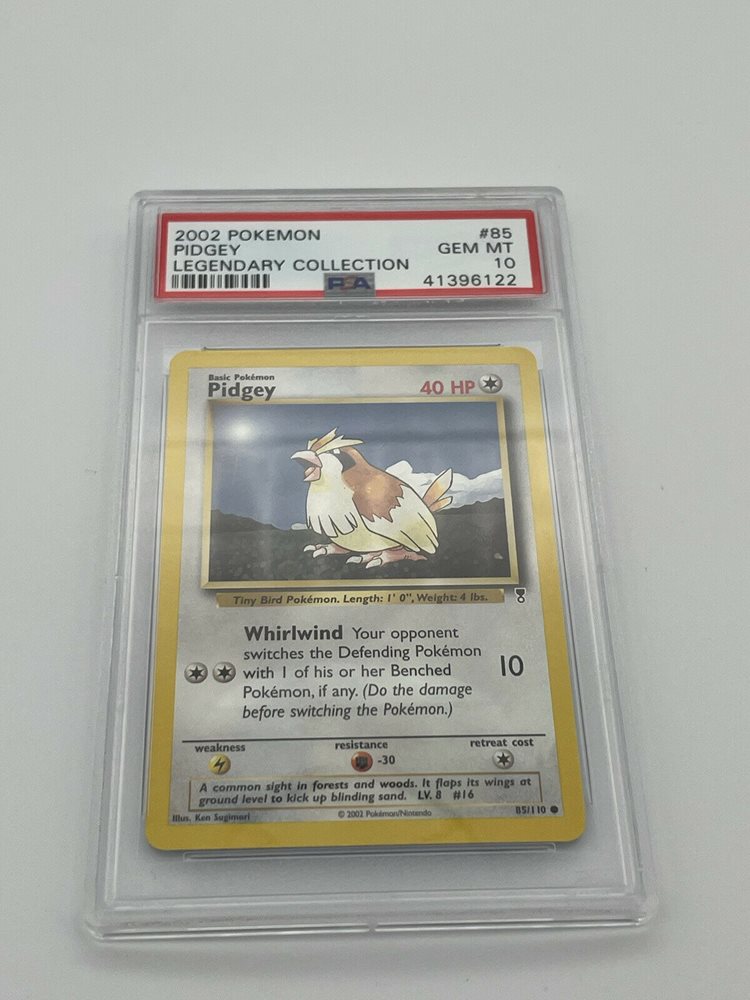 2002 POKEMON #85
PIDGEY GEM MT
LEGENDARY COLLECTION 10
PSA 41396122
Basic Pokémon
Pidgey 40 HP
Tiny Bird Pokémon. Length: 1' 0", Weight: 4 lbs.
Whirlwind Your opponent
switches the Defending Pokémon
with 1 of his or her Benched 10
Pokémon, if any. (Do the damage
before switching the Pokémon.)
weakness resistance retreat cost
-30
A common sight in forests and woods. It flaps its wings at
ground level to kick up blinding sand. LV. 8 #16
Illus. Ken Sugimori © 2002 Pokémon/Nintendo 85/110